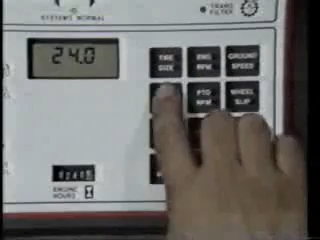 SYSTEMS NORMAL
TRANS
FILTER
24.0
TIRE
SIZE
ENG
RPM
GROUND
SPEED
PTO
RPM
WHEEL
SLIP
ENGINE
HOURS